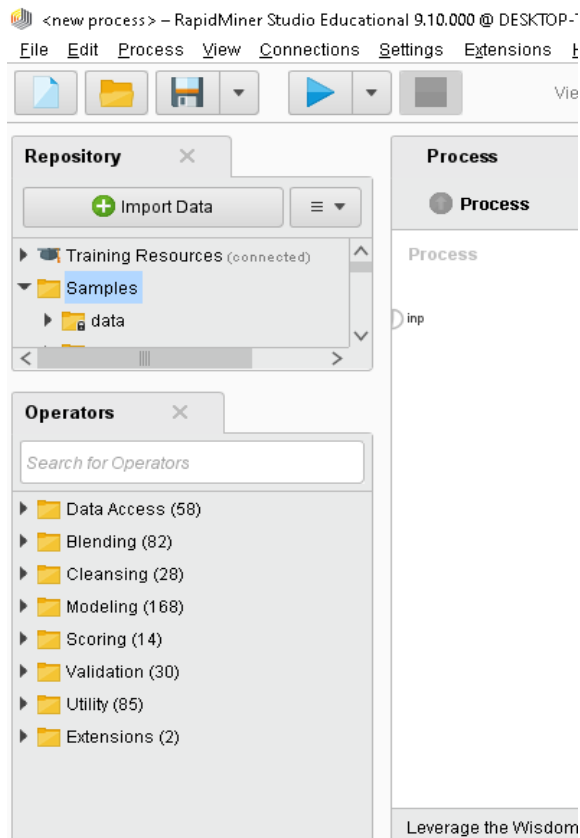 <new process> – RapidMiner Studio Educational 9.10.000 @ DESKTOP-
File Edit Process View Connections Settings Extensions
Vie
Repository
Process
Import Data
Process
Training Resources (connected)
Process
Samples
data
inp
Operators
Search for Operators
Data Access (58)
Blending (82)
Cleansing (28)
Modeling (168)
Scoring (14)
Validation (30)
Utility (85)
Extensions (2)
Leverage the Wisdom